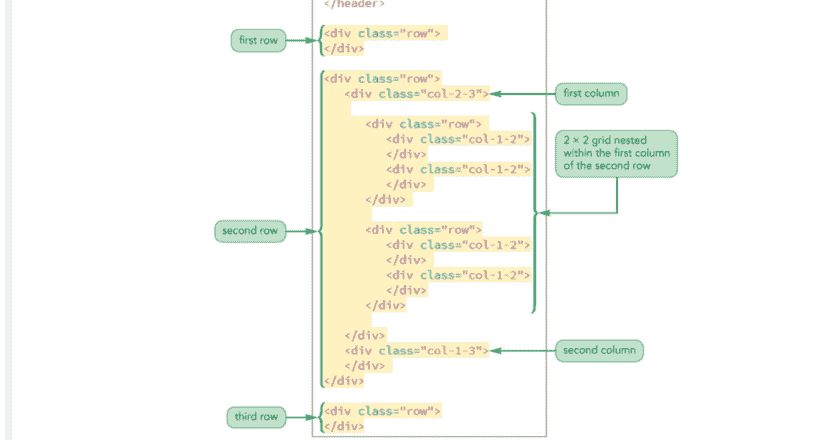 </header>
first row
<div class="row">
</div>
<div class="row">
<div class="col-2-3">
first column
<div class="row">
<div class="col-1-2">
</div>
<div class="col-1-2">
</div>
</div>
2 × 2 grid nested
within the first column
of the second row
second row
<div class="row">
<div class="col-1-2">
</div>
<div class="col-1-2">
</div>
</div>
</div>
<div class="col-1-3">
second column
</div>
</div>
third row
<div class="row">
</div>